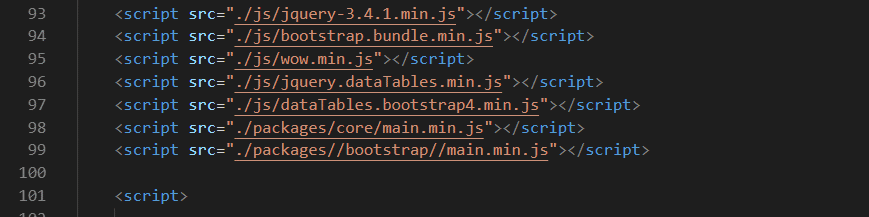 93 <script src="./js/jquery-3.4.1.min.js"></script>
94 <script src="./js/bootstrap.bundle.min.js"></script>
95 <script src="./js/wow.min.js"></script>
96 <script src="./js/jquery.dataTables.min.js"></script>
97 <script src="./js/dataTables.bootstrap4.min.js"></script>
98 <script src="./packages/core/main.min.js"></script>
99 <script src="./packages//bootstrap//main.min.js"></script>
100
101 <script>